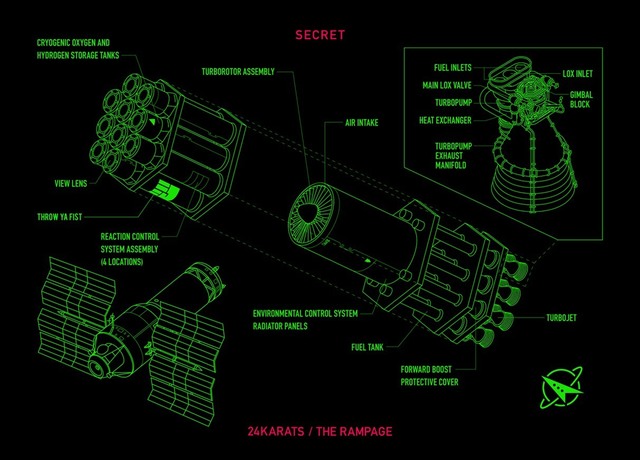 SECRET
CRYOGENIC OXYGEN AND
HYDROGEN STORAGE TANKS
TURBOROTOR ASSEMBLY
AIR INTAKE
VIEW LENS
THROW YA FIST
REACTION CONTROL
SYSTEM ASSEMBLY
(4 LOCATIONS)
FUEL INLETS
MAIN LOX VALVE
TURBOPUMP
HEAT EXCHANGER
TURBOPUMP
EXHAUST
MANIFOLD
LOX INLET
GIMBAL
BLOCK
ENVIRONMENTAL CONTROL SYSTEM
RADIATOR PANELS
FUEL TANK
TURBOJET
FORWARD BOOST
PROTECTIVE COVER
24KARATS / THE RAMPAGE